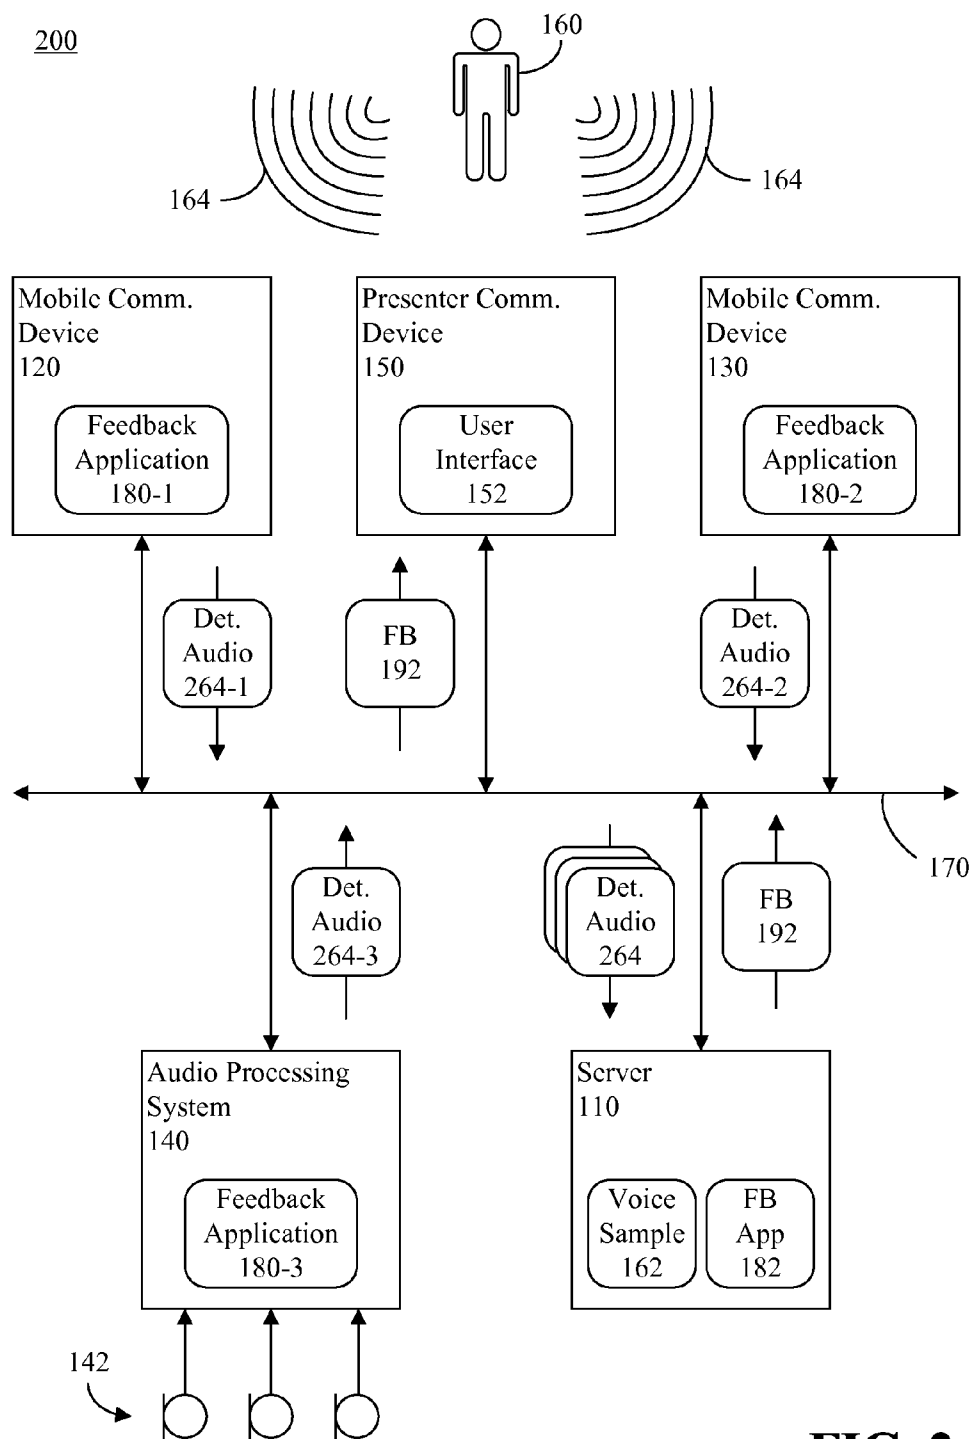 200
160
164
164
Mobile Comm.
Device
120
Feedback
Application
180-1
Presenter Comm.
Device
150
User
Interface
152
Mobile Comm.
Device
130
Feedback
Application
180-2
Det.
Audio
264-1
FB
192
Det.
Audio
264-2
170
Det.
Audio
264-3
Det.
Audio
264
FB
192
Audio Processing
System
140
Feedback
Application
180-3
Server
110
Voice
Sample
162
FB
App
182
142